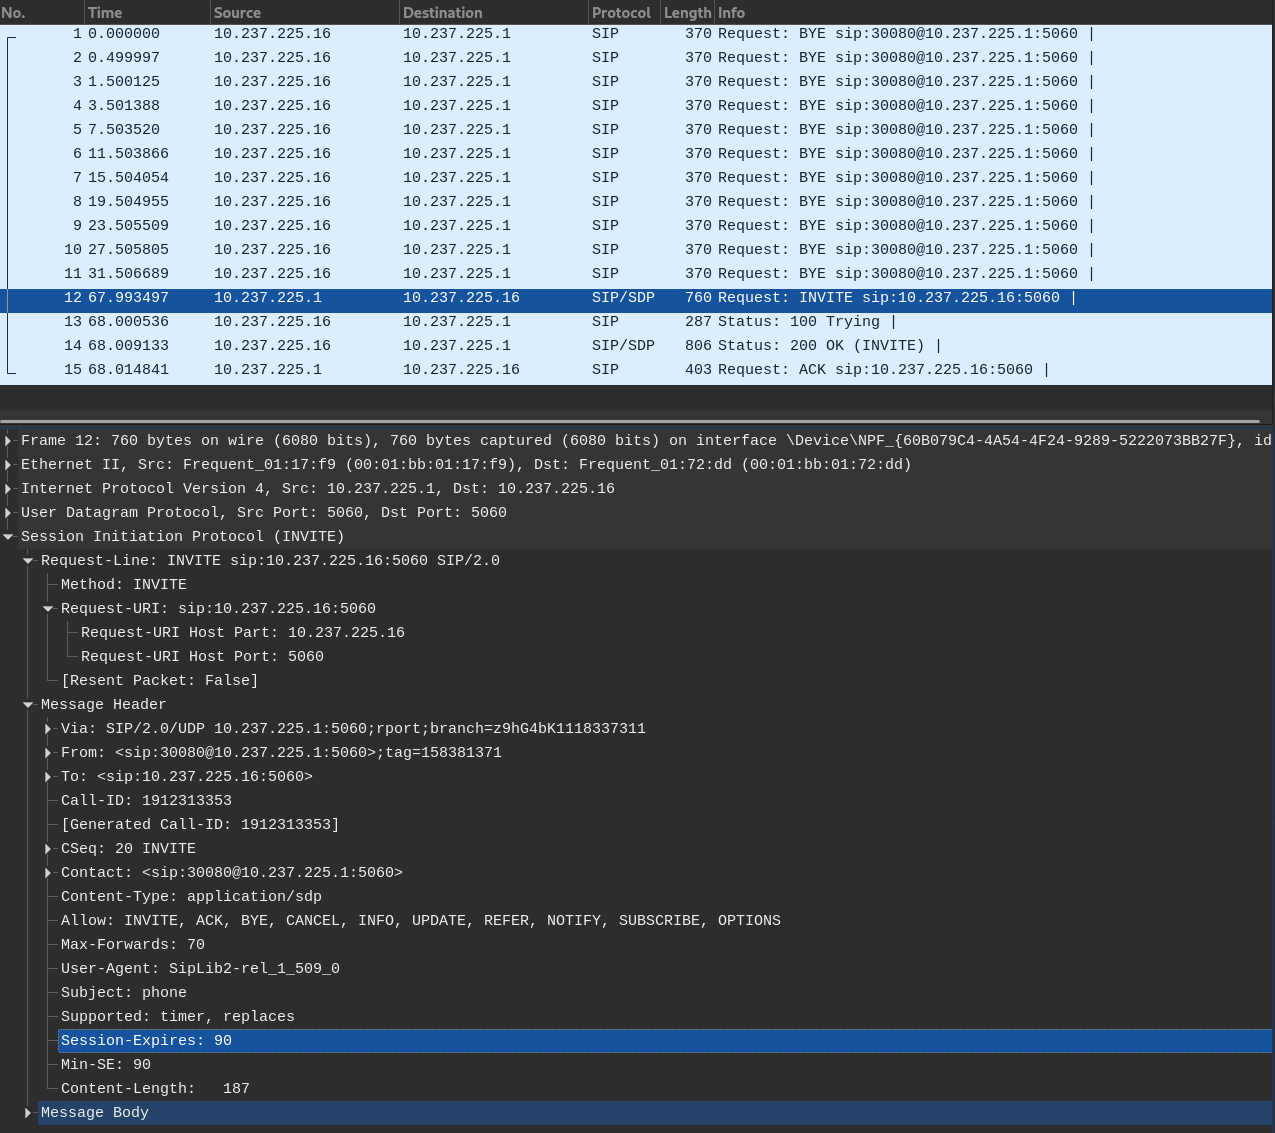 No. Time Source Destination Protocol Length Info
1 0.000000 10.237.225.16 10.237.225.1 SIP 370 Request: BYE sip:30080@10.237.225.1:5060 |
2 0.499997 10.237.225.16 10.237.225.1 SIP 370 Request: BYE sip:30080@10.237.225.1:5060 |
3 1.500125 10.237.225.16 10.237.225.1 SIP 370 Request: BYE sip:30080@10.237.225.1:5060 |
4 3.501388 10.237.225.16 10.237.225.1 SIP 370 Request: BYE sip:30080@10.237.225.1:5060 |
5 7.503520 10.237.225.16 10.237.225.1 SIP 370 Request: BYE sip:30080@10.237.225.1:5060 |
6 11.503866 10.237.225.16 10.237.225.1 SIP 370 Request: BYE sip:30080@10.237.225.1:5060 |
7 15.504054 10.237.225.16 10.237.225.1 SIP 370 Request: BYE sip:30080@10.237.225.1:5060 |
8 19.504955 10.237.225.16 10.237.225.1 SIP 370 Request: BYE sip:30080@10.237.225.1:5060 |
9 23.505509 10.237.225.16 10.237.225.1 SIP 370 Request: BYE sip:30080@10.237.225.1:5060 |
10 27.505805 10.237.225.16 10.237.225.1 SIP 370 Request: BYE sip:30080@10.237.225.1:5060 |
11 31.506689 10.237.225.16 10.237.225.1 SIP 370 Request: BYE sip:30080@10.237.225.1:5060 |
12 67.993497 10.237.225.1 10.237.225.16 SIP/SDP 760 Request: INVITE sip:10.237.225.16:5060 |
13 68.000536 10.237.225.16 10.237.225.1 SIP 287 Status: 100 Trying |
14 68.009133 10.237.225.16 10.237.225.1 SIP/SDP 806 Status: 200 OK (INVITE) |
15 68.014841 10.237.225.1 10.237.225.16 SIP 403 Request: ACK sip:10.237.225.16:5060 |
Frame 12: 760 bytes on wire (6080 bits), 760 bytes captured (6080 bits) on interface \Device\NPF_{60B079C4-4A54-4F24-9289-5222073BB27F}, id
Ethernet II, Src: Frequent_01:17:f9 (00:01:bb:01:17:f9), Dst: Frequent_01:72:dd (00:01:bb:01:72:dd)
Internet Protocol Version 4, Src: 10.237.225.1, Dst: 10.237.225.16
User Datagram Protocol, Src Port: 5060, Dst Port: 5060
Session Initiation Protocol (INVITE)
Request-Line: INVITE sip:10.237.225.16:5060 SIP/2.0
Method: INVITE
Request-URI: sip:10.237.225.16:5060
Request-URI Host Part: 10.237.225.16
Request-URI Host Port: 5060
[Resent Packet: False]
Message Header
Via: SIP/2.0/UDP 10.237.225.1:5060;rport;branch=z9hG4bK1118337311
From: <sip:30080@10.237.225.1:5060>;tag=158381371
To: <sip:10.237.225.16:5060>
Call-ID: 1912313353
[Generated Call-ID: 1912313353]
CSeq: 20 INVITE
Contact: <sip:30080@10.237.225.1:5060>
Content-Type: application/sdp
Allow: INVITE, ACK, BYE, CANCEL, INFO, UPDATE, REFER, NOTIFY, SUBSCRIBE, OPTIONS
Max-Forwards: 70
User-Agent: SipLib2-rel_1_509_0
Subject: phone
Supported: timer, replaces
Session-Expires: 90
Min-SE: 90
Content-Length:   187
Message Body